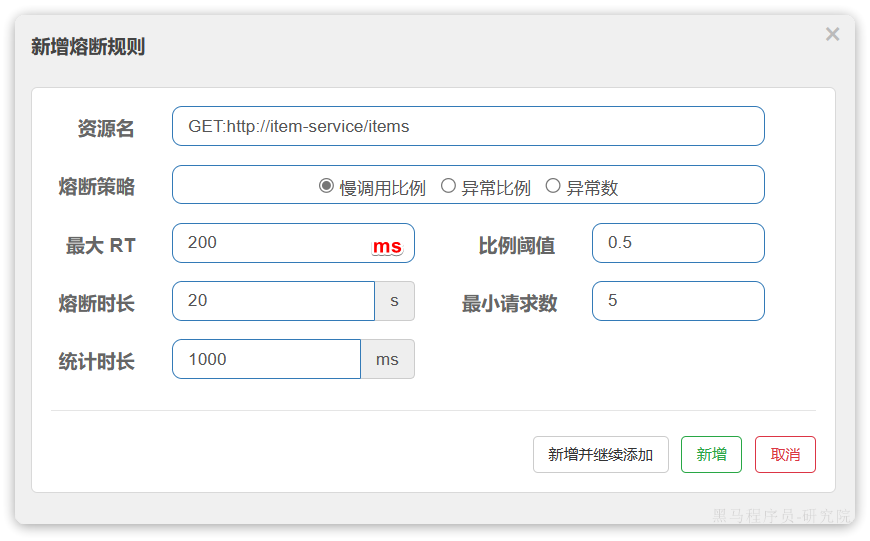 新增熔断规则 ×
资源名 GET:http://item-service/items
熔断策略 慢调用比例 异常比例 异常数
最大 RT 200 ms 比例阈值 0.5
熔断时长 20 s 最小请求数 5
统计时长 1000 ms
新增并继续添加 新增 取消
黑马程序员-研究院